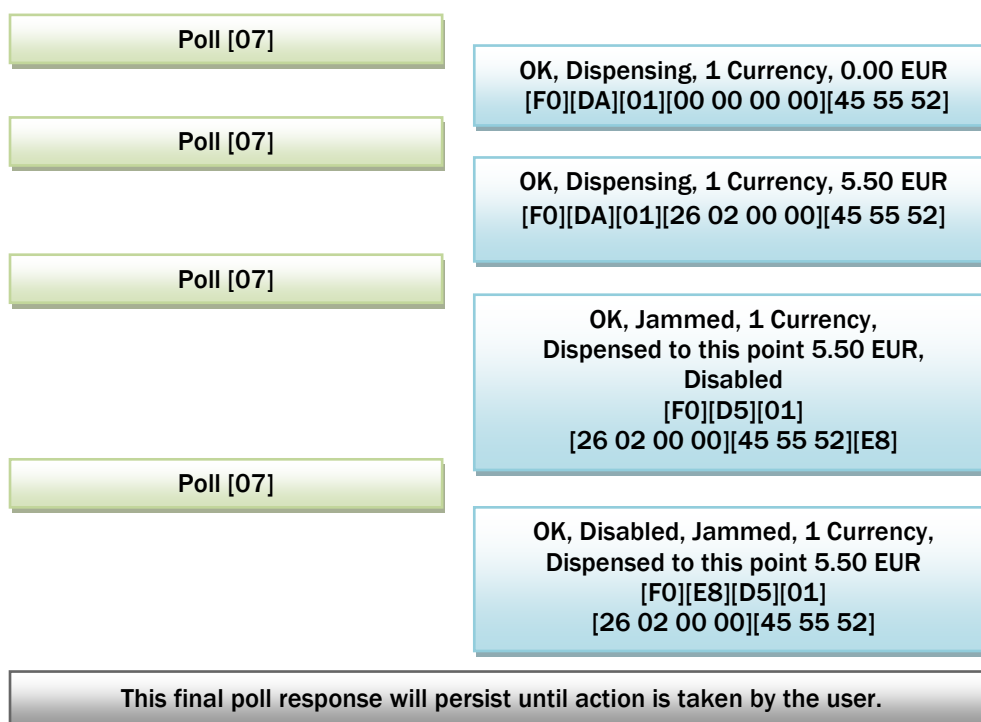 Poll [07]
OK, Dispensing, 1 Currency, 0.00 EUR
[F0][DA][01][00 00 00 00][45 55 52]
Poll [07]
OK, Dispensing, 1 Currency, 5.50 EUR
[F0][DA][01][26 02 00 00][45 55 52]
Poll [07]
OK, Jammed, 1 Currency,
Dispensed to this point 5.50 EUR,
Disabled
[F0][D5][01]
[26 02 00 00][45 55 52][E8]
Poll [07]
OK, Disabled, Jammed, 1 Currency,
Dispensed to this point 5.50 EUR
[F0][E8][D5][01]
[26 02 00 00][45 55 52]
This final poll response will persist until action is taken by the user.